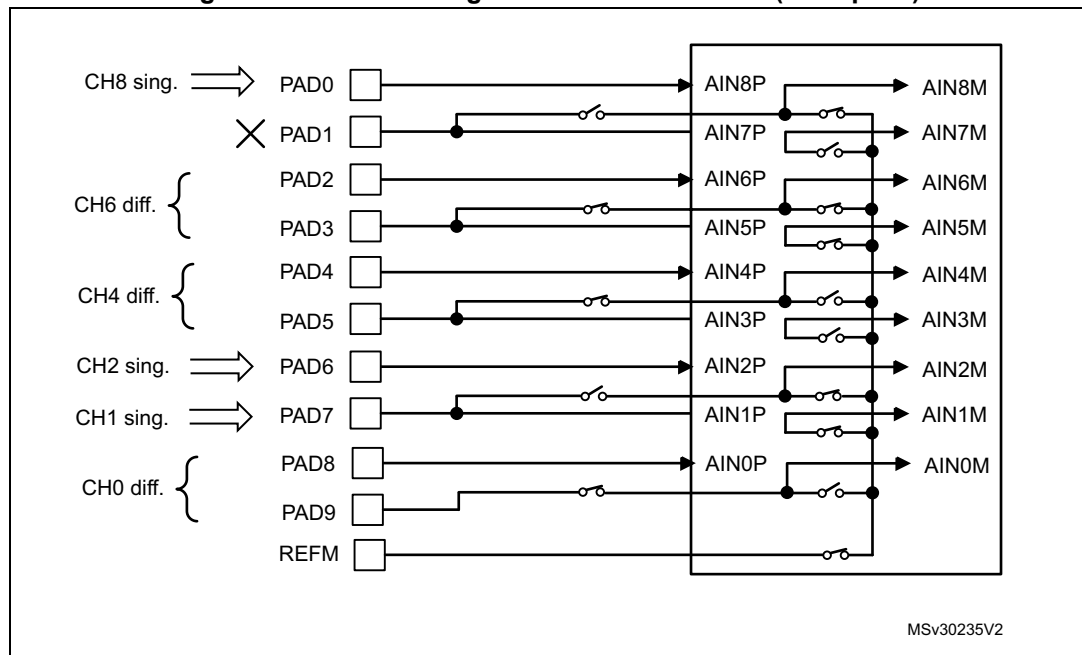 CH8 sing. PAD0 AIN8P AIN8M
PAD1 AIN7P AIN7M
CH6 diff. PAD2 AIN6P AIN6M
PAD3 AIN5P AIN5M
CH4 diff. PAD4 AIN4P AIN4M
PAD5 AIN3P AIN3M
CH2 sing. PAD6 AIN2P AIN2M
CH1 sing. PAD7 AIN1P AIN1M
CH0 diff. PAD8 AIN0P AIN0M
PAD9
REFM
MSv30235V2